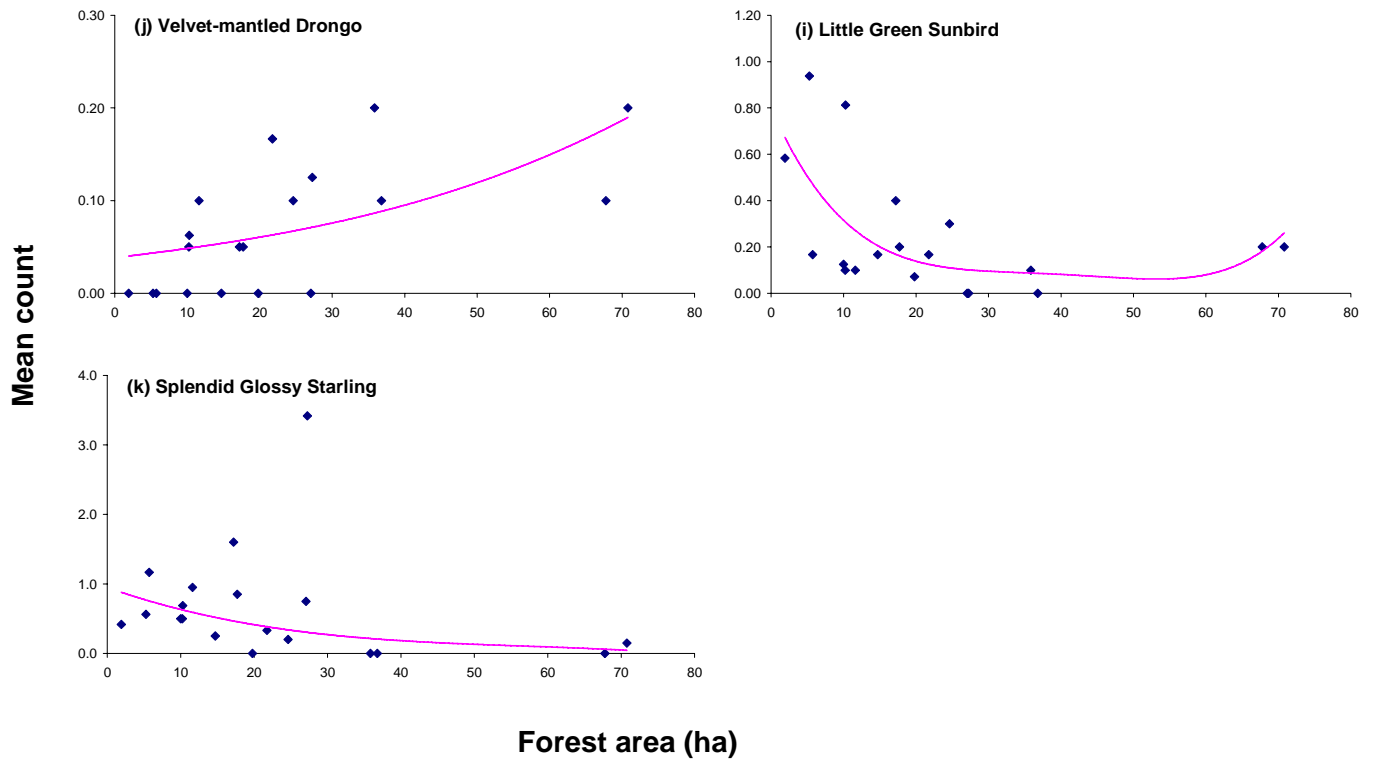 (j) Velvet-mantled Drongo
0.30
0.20
0.10
0.00
0 10 20 30 40 50 60 70 80
(i) Little Green Sunbird
1.20
1.00
0.80
0.60
0.40
0.20
0.00
0 10 20 30 40 50 60 70 80
Mean count
(k) Splendid Glossy Starling
4.0
3.0
2.0
1.0
0.0
0 10 20 30 40 50 60 70 80
Forest area (ha)